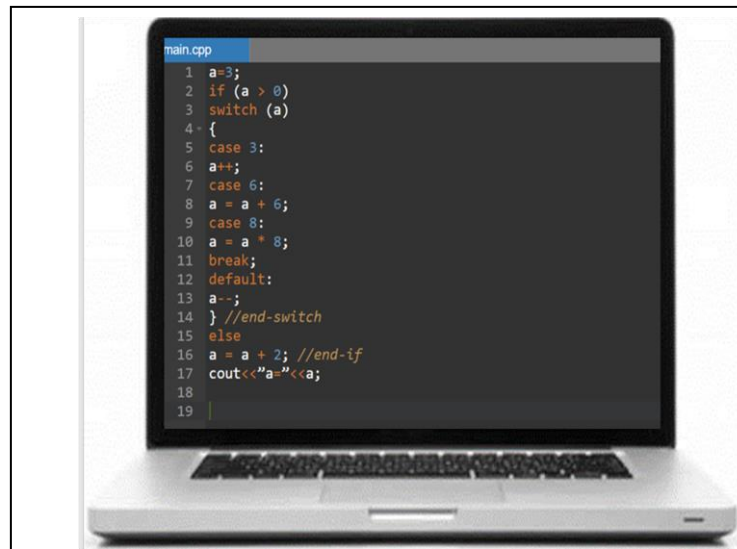 main.cpp
1 a=3;
2 if (a > 0)
3 switch (a)
4 {
5 case 3:
6 a++;
7 case 6:
8 a = a + 6;
9 case 8:
10 a = a * 8;
11 break;
12 default:
13 a--;
14 } //end-switch
15 else
16 a = a + 2; //end-if
17 cout<<”a=”<<a;
18
19